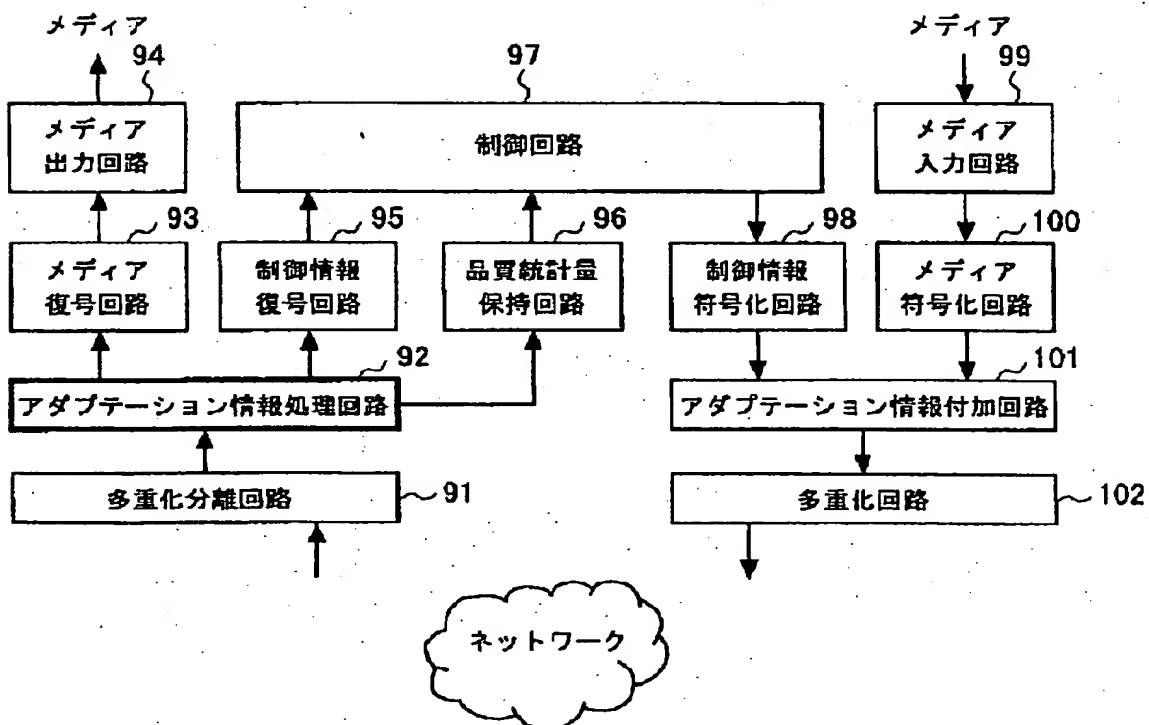 メディア
94
メディア
出力回路
93
メディア
復号回路
97
制御回路
95
制御情報
復号回路
96
品質統計量
保持回路
98
制御情報
符号化回路
メディア
99
メディア
入力回路
100
メディア
符号化回路
92
アダプテーション情報処理回路
91
多重化分離回路
101
アダプテーション情報付加回路
102
多重化回路
ネットワーク